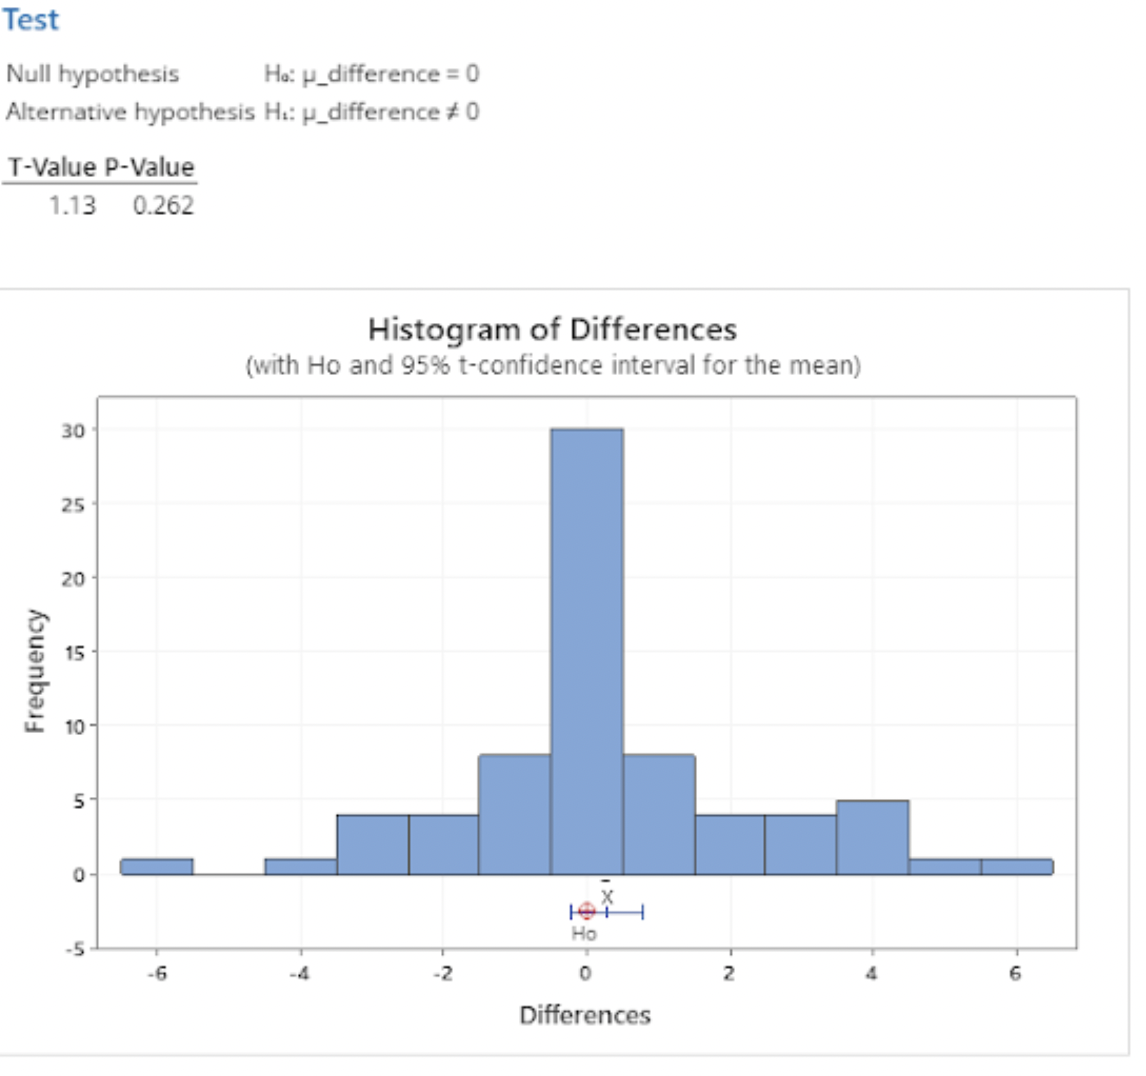 Test
Null hypothesis H₀: μ_difference = 0
Alternative hypothesis H₁: μ_difference ≠ 0
T-Value P-Value
1.13 0.262
Histogram of Differences
(with Ho and 95% t-confidence interval for the mean)
30
25
20
15
10
5
0
-5
Frequency
X̄
Ho
-6 -4 -2 0 2 4 6
Differences